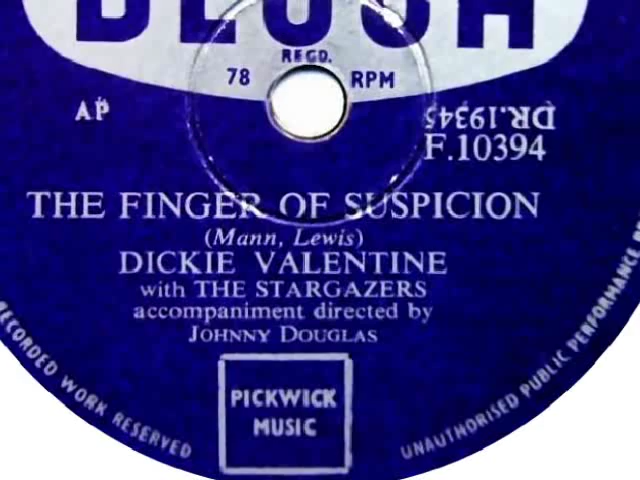 REGD.
78 RPM
AP
DR.19345
F.10394
THE FINGER OF SUSPICION
(Mann, Lewis)
DICKIE VALENTINE
with THE STARGAZERS
accompaniment directed by
JOHNNY DOUGLAS
PICKWICK
MUSIC
RECORDED WORK RESERVED
UNAUTHORISED PUBLIC PERFORMANCE